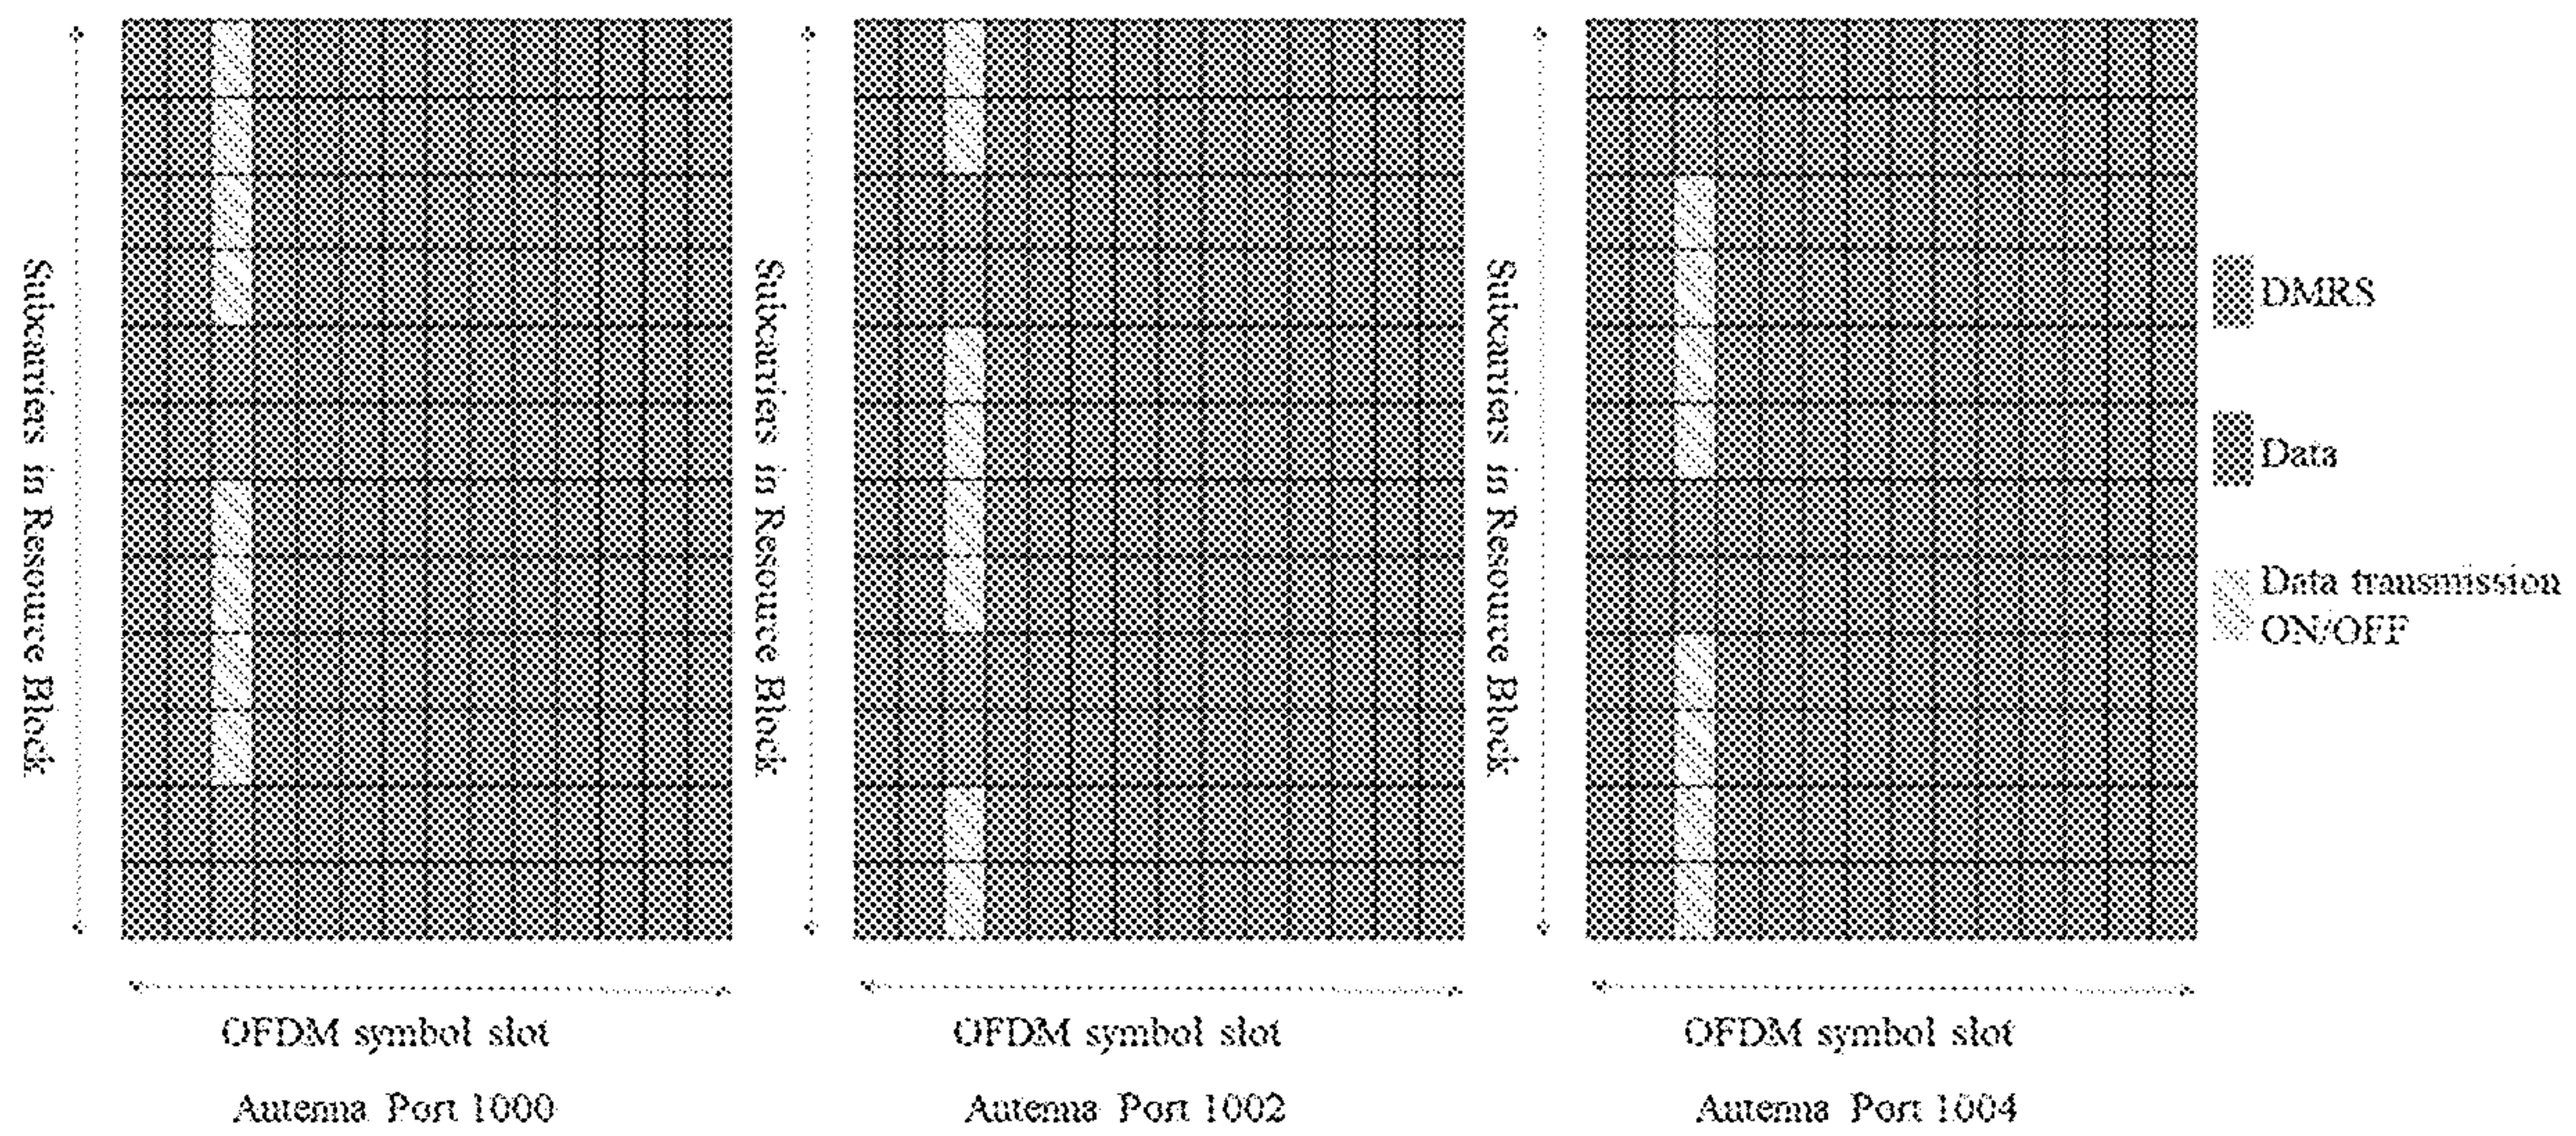 Subcarriers in Resource Block
OFDM symbol slot
Antenna Port 1000
Subcarriers in Resource Block
OFDM symbol slot
Antenna Port 1002
Subcarriers in Resource Block
OFDM symbol slot
Antenna Port 1004
DMRS
Data
Data transmission
ON/OFF